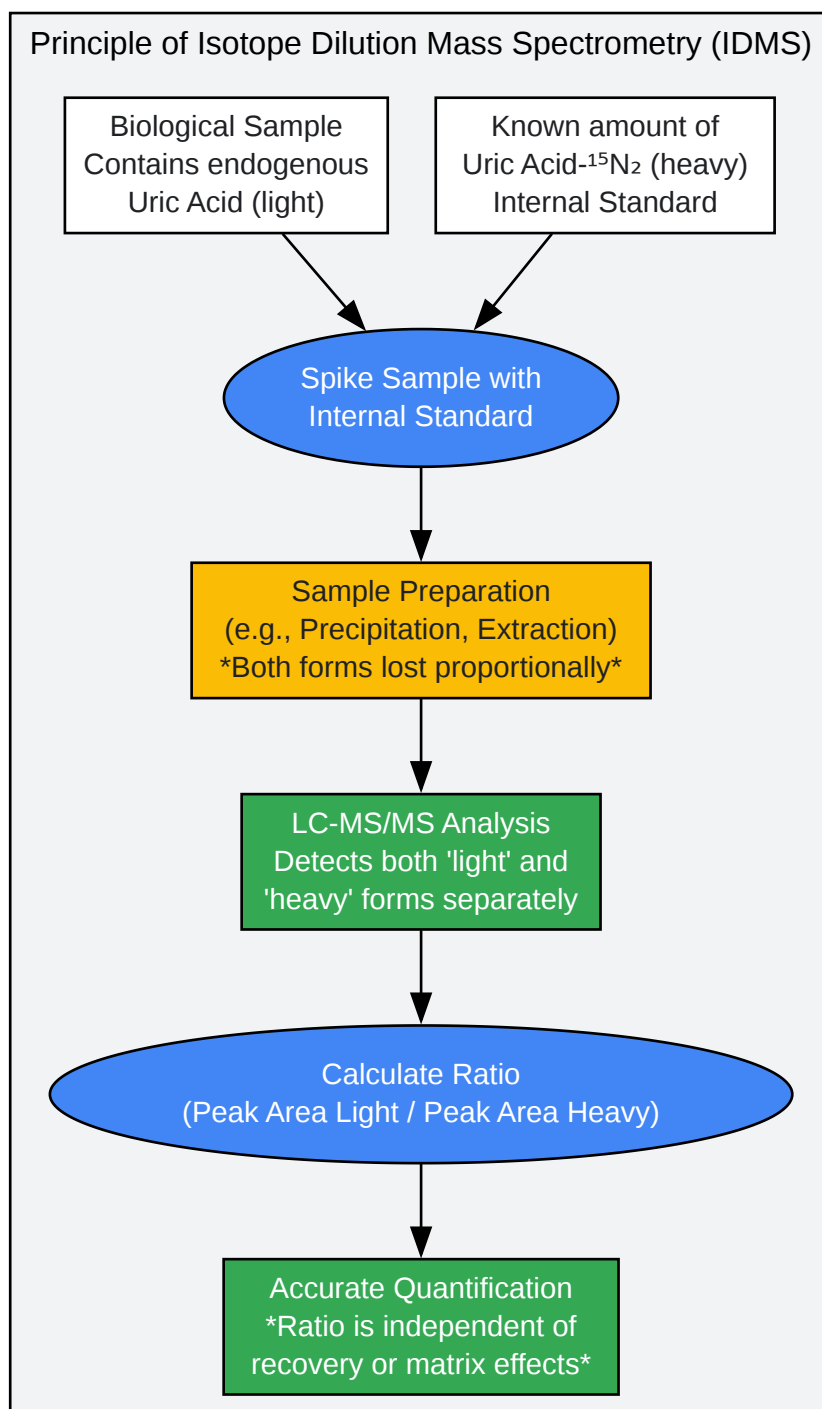 Principle of Isotope Dilution Mass Spectrometry (IDMS)
Biological Sample
Contains endogenous
Uric Acid (light)
Known amount of
Uric Acid-¹⁵N₂ (heavy)
Internal Standard
Spike Sample with
Internal Standard
Sample Preparation
(e.g., Precipitation, Extraction)
*Both forms lost proportionally*
LC-MS/MS Analysis
Detects both 'light' and
'heavy' forms separately
Calculate Ratio
(Peak Area Light / Peak Area Heavy)
Accurate Quantification
*Ratio is independent of
recovery or matrix effects*